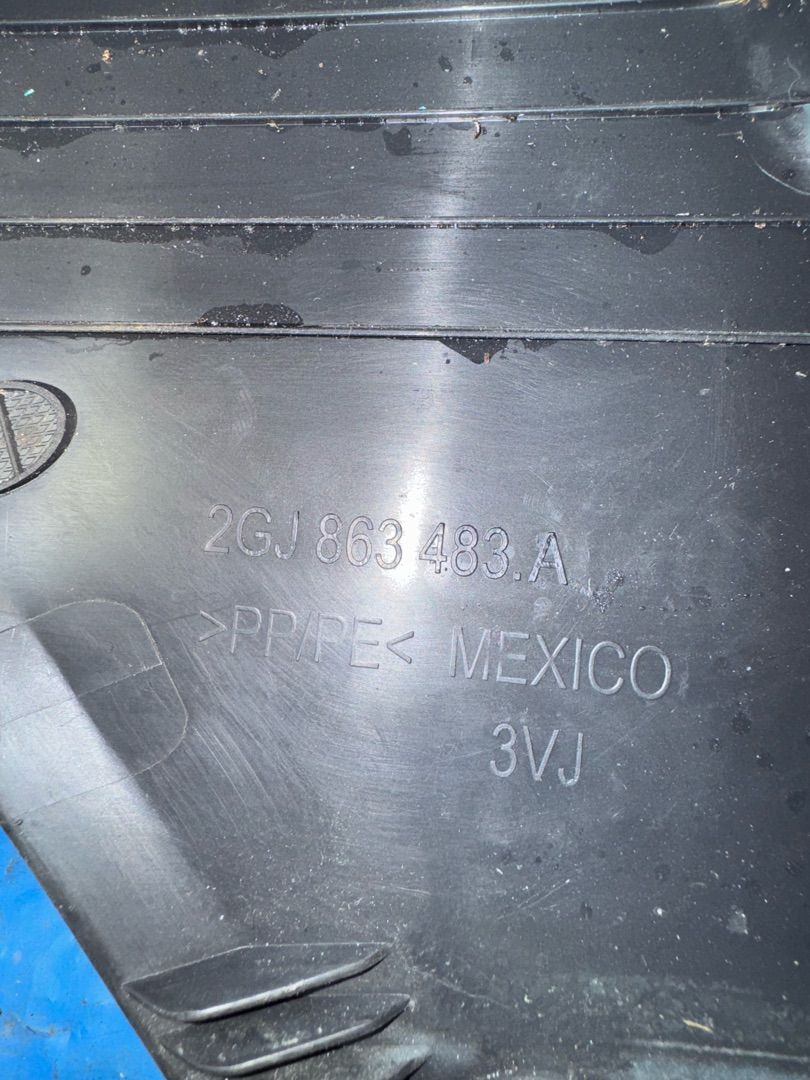 2GJ 863 483.A
>PP/PE< MEXICO
3VJ